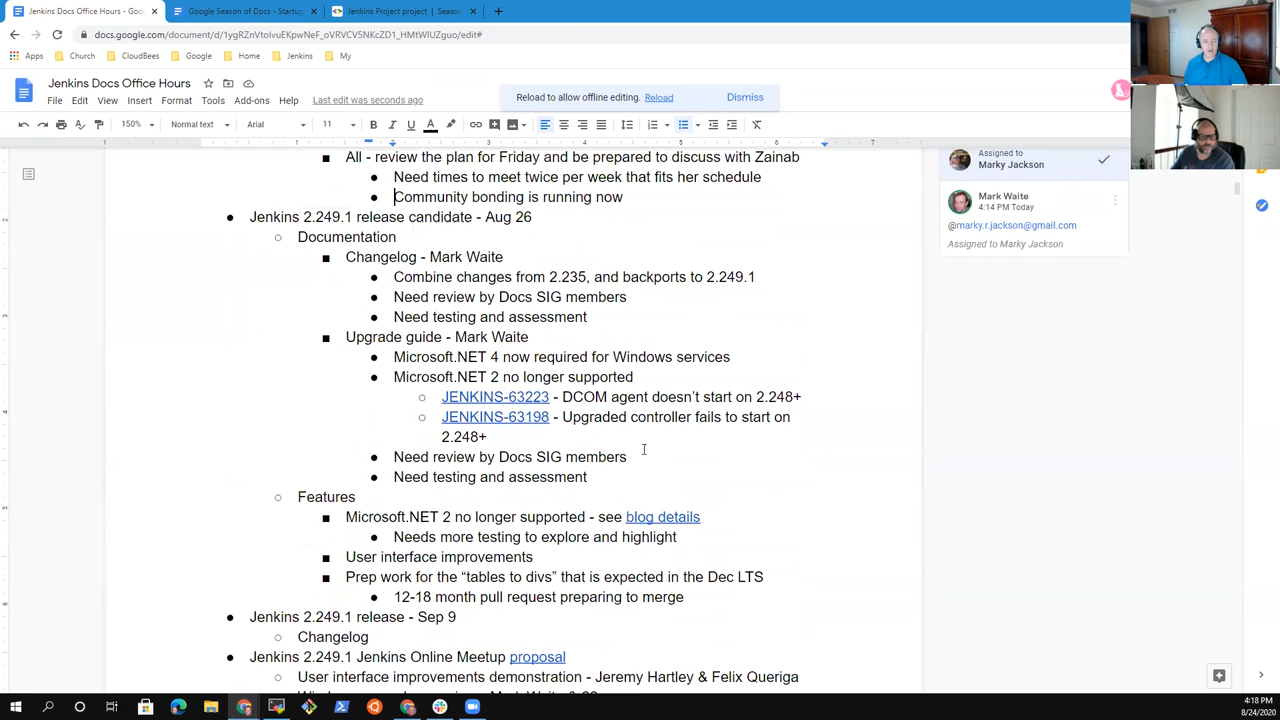 Jenkins Docs Office Hours - Goo
Google Season of Docs - Startup
Jenkins Project project | Season
docs.google.com/document/d/1ygRZnVtoIvuEKpwNeF_oVRVCV5NKcZD1_HMtWlUZguo/edit#
Apps Church CloudBees Google Home Jenkins My
Jenkins Docs Office Hours
File Edit View Insert Format Tools Add-ons Help Last edit was seconds ago
Reload to allow offline editing. Reload Dismiss
150% Normal text Arial 11
All - review the plan for Friday and be prepared to discuss with Zainab
Need times to meet twice per week that fits her schedule
Community bonding is running now
Jenkins 2.249.1 release candidate - Aug 26
Documentation
Changelog - Mark Waite
Combine changes from 2.235, and backports to 2.249.1
Need review by Docs SIG members
Need testing and assessment
Upgrade guide - Mark Waite
Microsoft.NET 4 now required for Windows services
Microsoft.NET 2 no longer supported
JENKINS-63223 - DCOM agent doesn't start on 2.248+
JENKINS-63198 - Upgraded controller fails to start on
2.248+
Need review by Docs SIG members
Need testing and assessment
Features
Microsoft.NET 2 no longer supported - see blog details
Needs more testing to explore and highlight
User interface improvements
Prep work for the “tables to divs” that is expected in the Dec LTS
12-18 month pull request preparing to merge
Jenkins 2.249.1 release - Sep 9
Changelog
Jenkins 2.249.1 Jenkins Online Meetup proposal
User interface improvements demonstration - Jeremy Hartley & Felix Queriga
Assigned to
Marky Jackson
Mark Waite
4:14 PM Today
@marky.r.jackson@gmail.com
Assigned to Marky Jackson
4:18 PM
8/24/2020